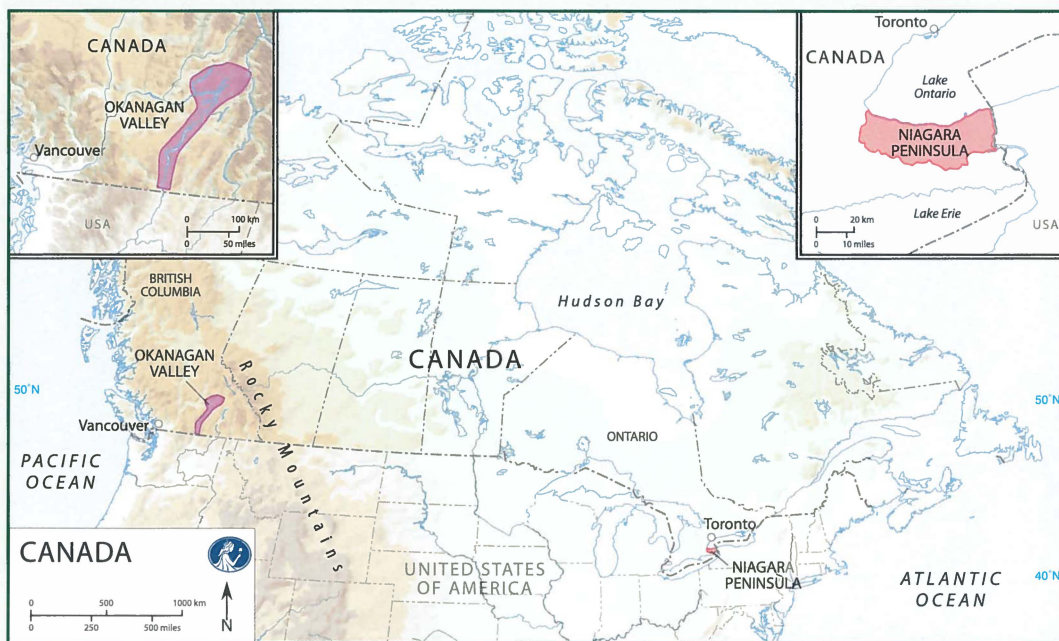 CANADA
OKANAGAN
VALLEY
Vancouver
USA
0 100 km
0 50 miles
Toronto
CANADA
Lake
Ontario
NIAGARA
PENINSULA
Lake Erie
USA
0 20 km
0 10 miles
BRITISH
COLUMBIA
Hudson Bay
OKANAGAN
VALLEY
CANADA
Rocky Mountains
50°N
50°N
Vancouver
ONTARIO
PACIFIC
OCEAN
Toronto
NIAGARA
PENINSULA
UNITED STATES
OF AMERICA
ATLANTIC
OCEAN
40°N
CANADA
0 500 1000 km
0 250 500 miles
N